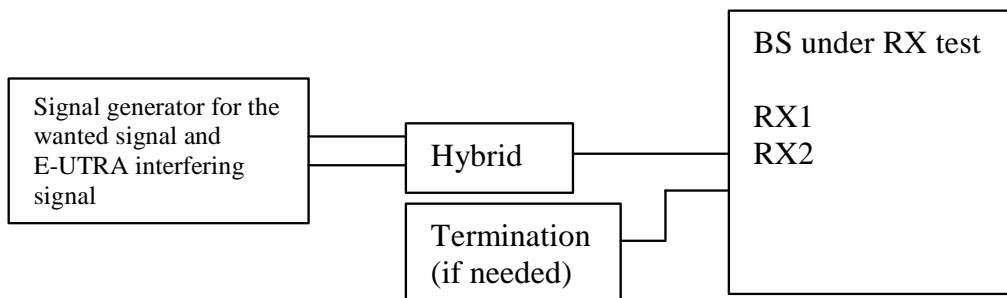 Signal generator for the
wanted signal and
E-UTRA interfering
signal
Hybrid
Termination
(if needed)
BS under RX test
RX1
RX2